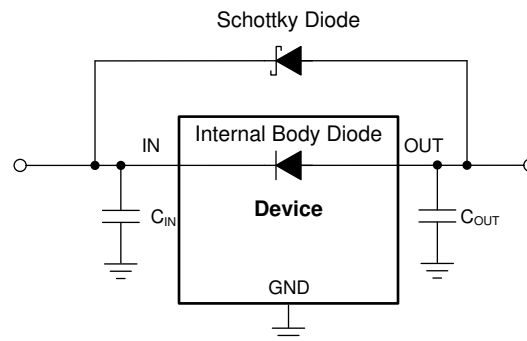 Schottky Diode
IN
Internal Body Diode
OUT
C_IN
Device
C_OUT
GND